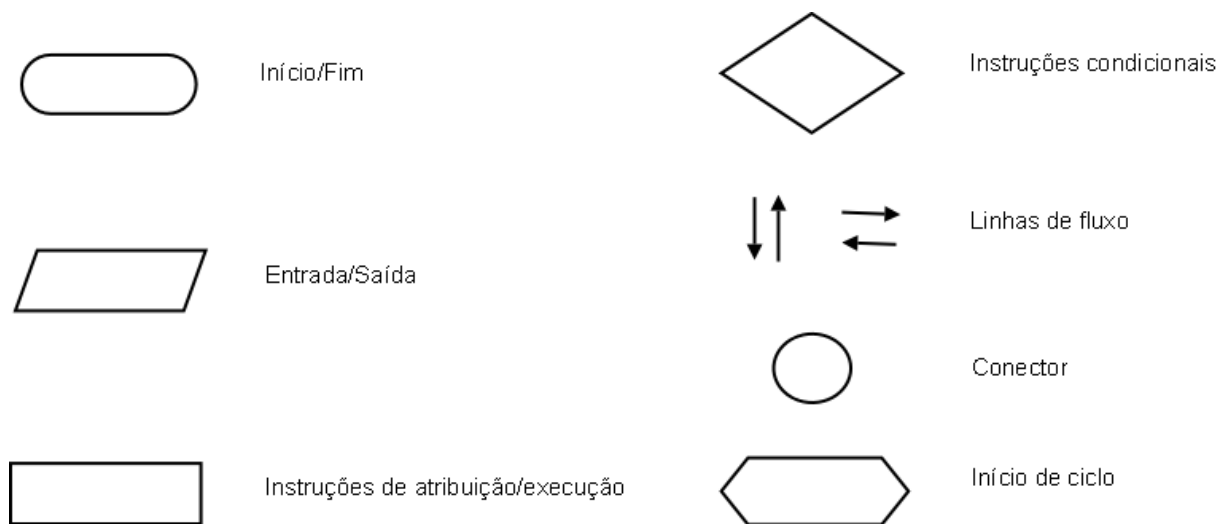 Início/Fim
Instruções condicionais
Entrada/Saída
Linhas de fluxo
Conector
Instruções de atribuição/execução
Início de ciclo